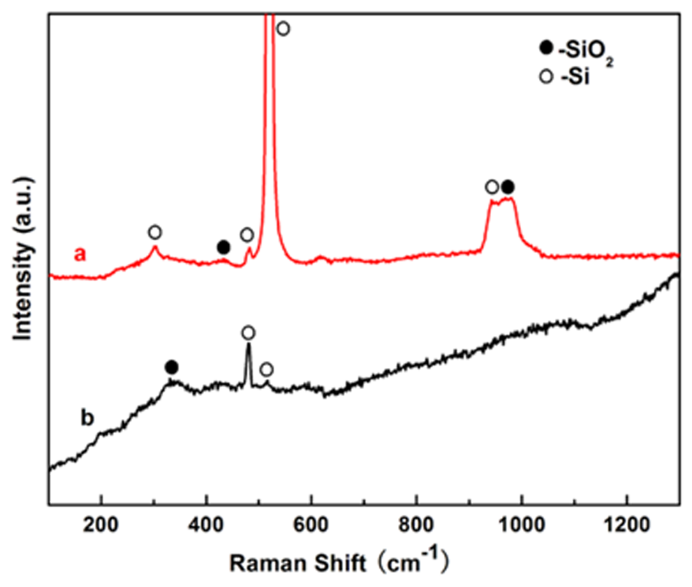 -SiO₂
-Si
a
b
Intensity (a.u.)
200 400 600 800 1000 1200
Raman Shift (cm⁻¹)